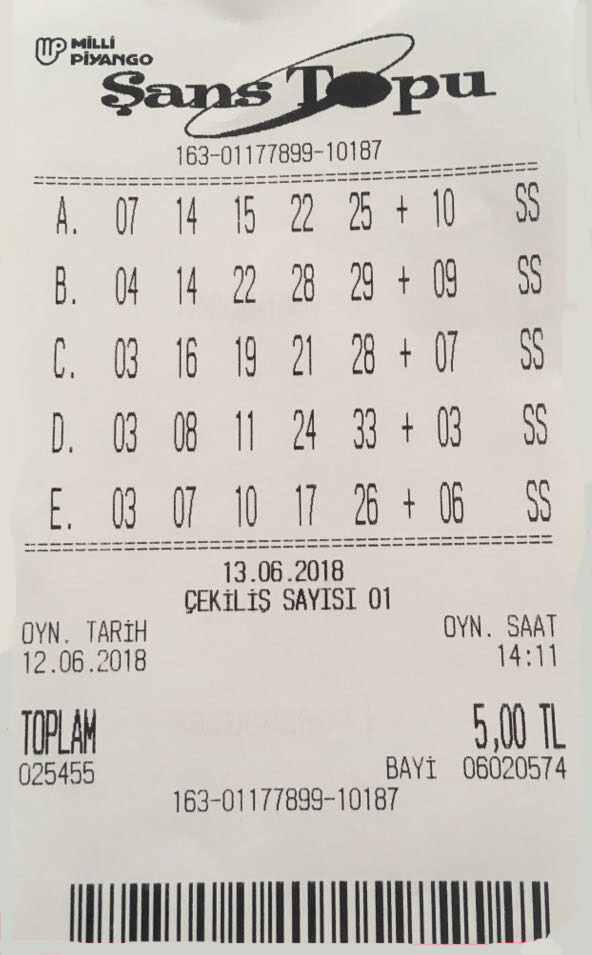 MİLLİ
PİYANGO
Şans Topu
163-01177899-10187
A. 07 14 15 22 25 + 10 SS
B. 04 14 22 28 29 + 09 SS
C. 03 16 19 21 28 + 07 SS
D. 03 08 11 24 33 + 03 SS
E. 03 07 10 17 26 + 06 SS
13.06.2018
ÇEKİLİŞ SAYISI 01
OYN. TARİH OYN. SAAT
12.06.2018 14:11
TOPLAM 5,00 TL
025455 BAYİ 06020574
163-01177899-10187